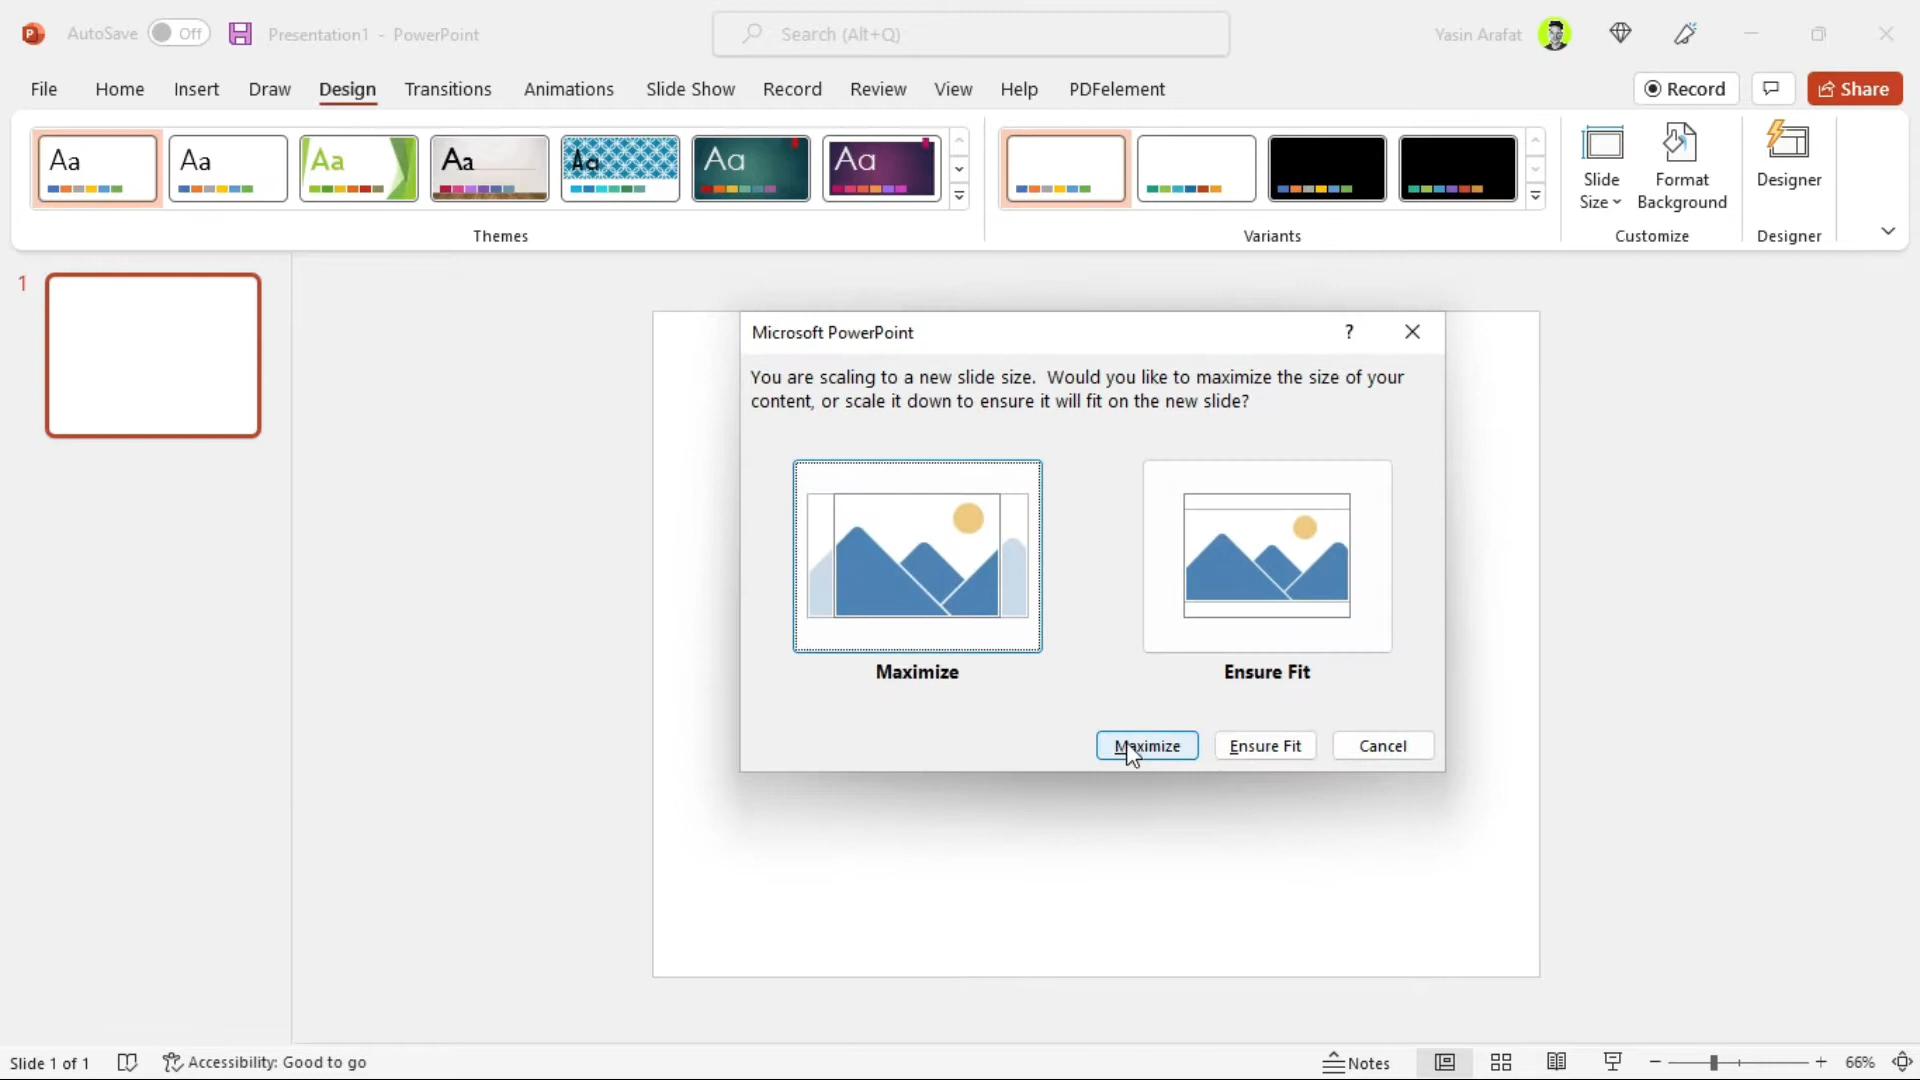 AutoSave Off Presentation1 - PowerPoint Search (Alt+Q) Yasin Arafat
File Home Insert Draw Design Transitions Animations Slide Show Record Review View Help PDFelement Record Share
Aa Aa Aa Aa Aa Aa Aa
Slide Size Format Background Designer
Themes Variants Customize Designer
1
Microsoft PowerPoint ?
You are scaling to a new slide size. Would you like to maximize the size of your
content, or scale it down to ensure it will fit on the new slide?
Maximize Ensure Fit
Maximize Ensure Fit Cancel
Slide 1 of 1 Accessibility: Good to go Notes 66%